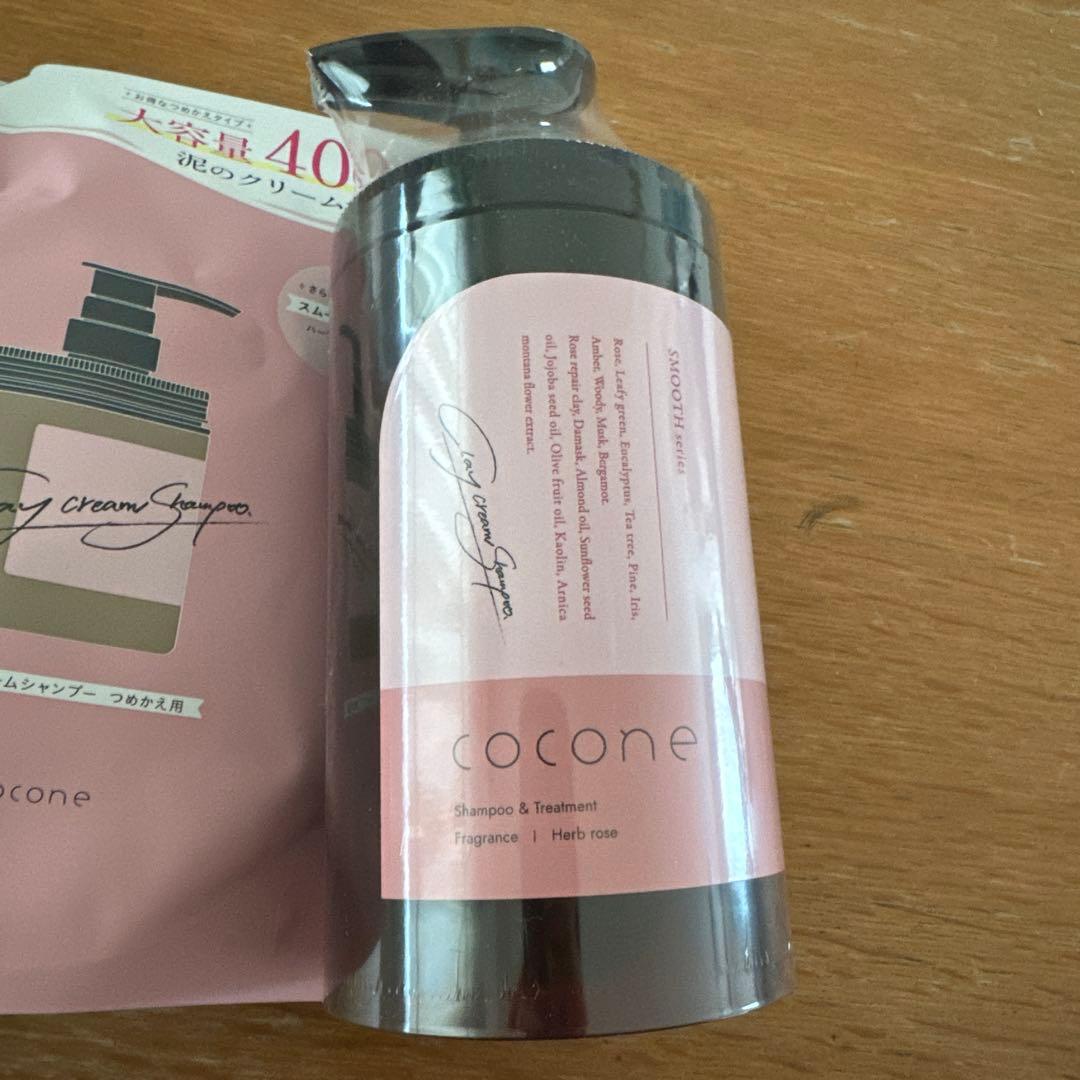 お得なつめかえタイプ
大容量 40
泥のクリーム
さら
スムー
ay cream Shampoo.
ームシャンプー つめかえ用
ocone
SMOOTH series
Rose, Leafy green, Eucalyptus, Tea tree, Pine, Iris,
Amber, Woody, Musk, Bergamot.
Rose repair clay, Damask, Almond oil, Sunflower seed
oil, Jojoba seed oil, Olive fruit oil, Kaolin, Arnica
montana flower extract.
Clay cream Shampoo.
cocone
Shampoo & Treatment
Fragrance | Herb rose